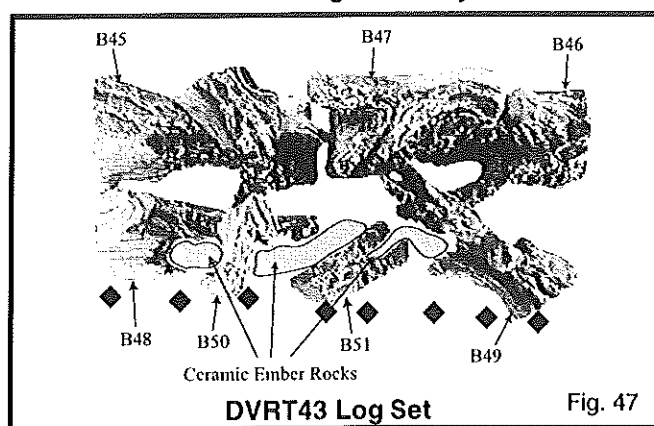 B45
B47
B46
B48
B50
B51
B49
Ceramic Ember Rocks
DVRT43 Log Set
Fig. 47